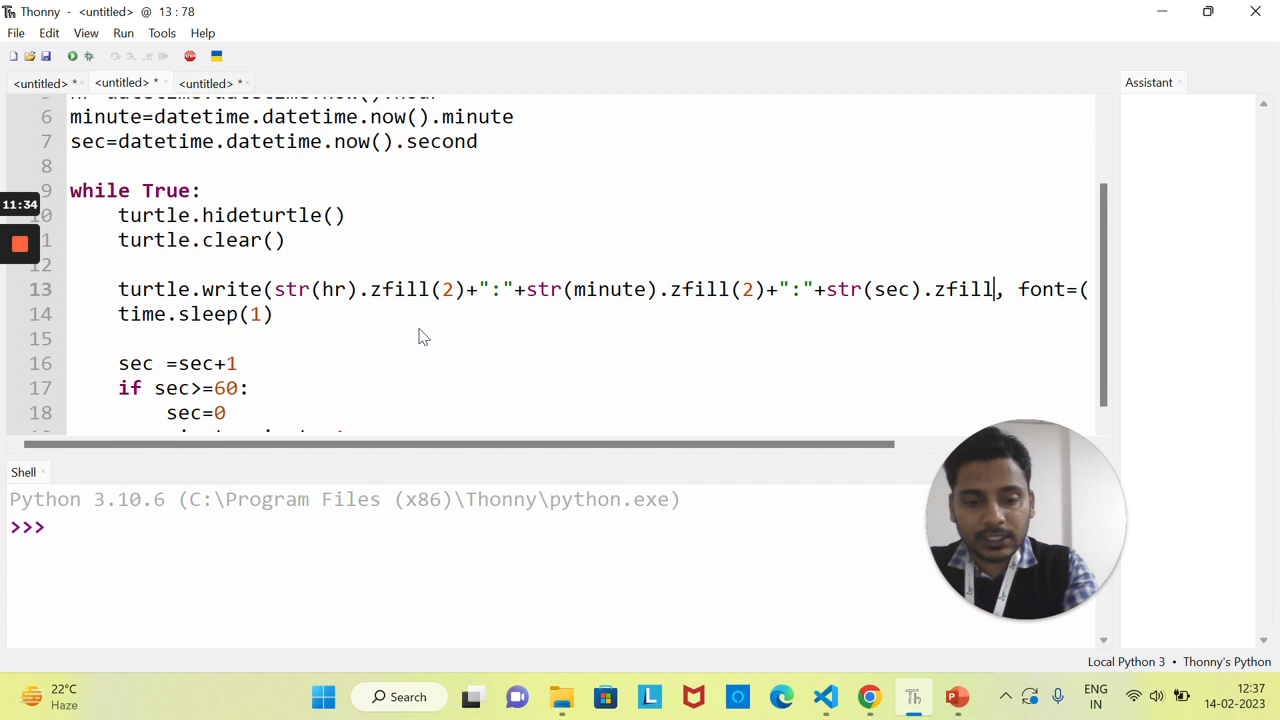 Thonny - <untitled> @ 13 : 78
File Edit View Run Tools Help
<untitled> * <untitled> * <untitled> * Assistant
6 minute=datetime.datetime.now().minute
7 sec=datetime.datetime.now().second
8
9 while True:
11:34
10 turtle.hideturtle()
1 turtle.clear()
12
13 turtle.write(str(hr).zfill(2)+":"+str(minute).zfill(2)+":"+str(sec).zfill, font=(
14 time.sleep(1)
15
16 sec =sec+1
17 if sec>=60:
18 sec=0
Shell
Python 3.10.6 (C:\Program Files (x86)\Thonny\python.exe)
>>>
Local Python 3 • Thonny's Python
22°C
Haze
Search
ENG
IN
12:37
14-02-2023